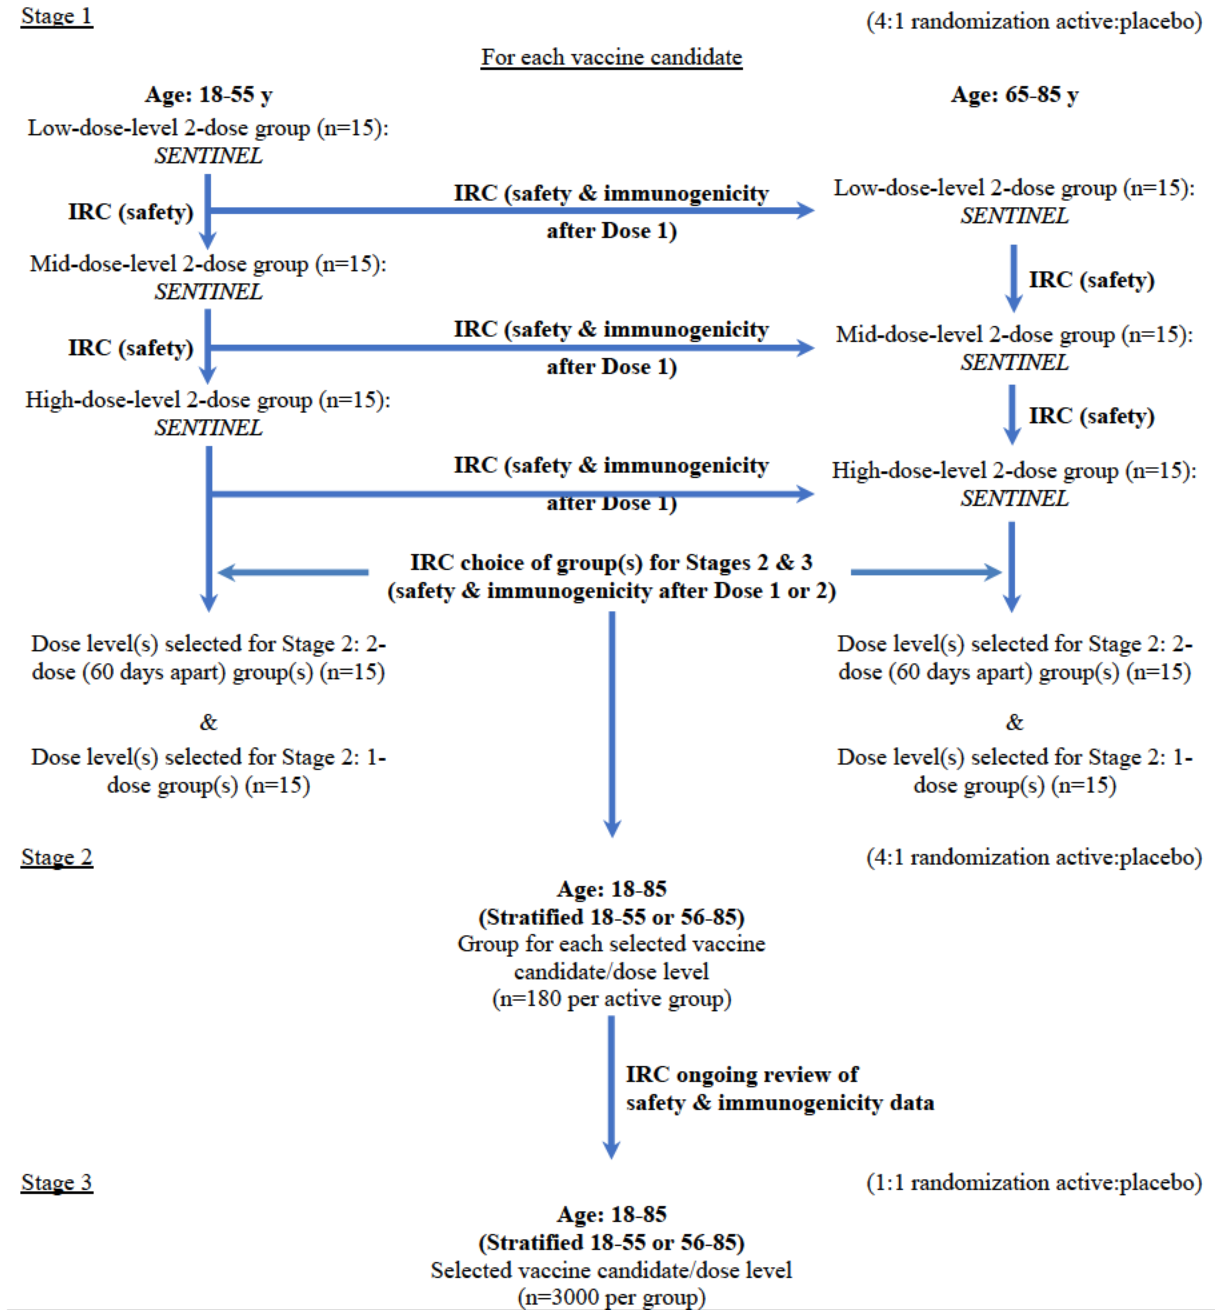 Stage 1
(4:1 randomization active:placebo)
For each vaccine candidate
Age: 18-55 y
Low-dose-level 2-dose group (n=15):
SENTINEL
IRC (safety)
Mid-dose-level 2-dose group (n=15):
SENTINEL
IRC (safety)
High-dose-level 2-dose group (n=15):
SENTINEL
IRC (safety & immunogenicity
after Dose 1)
IRC (safety & immunogenicity
after Dose 1)
IRC (safety & immunogenicity
after Dose 1)
Age: 65-85 y
Low-dose-level 2-dose group (n=15):
SENTINEL
IRC (safety)
Mid-dose-level 2-dose group (n=15):
SENTINEL
IRC (safety)
High-dose-level 2-dose group (n=15):
SENTINEL
IRC choice of group(s) for Stages 2 & 3
(safety & immunogenicity after Dose 1 or 2)
Dose level(s) selected for Stage 2: 2-
dose (60 days apart) group(s) (n=15)
&
Dose level(s) selected for Stage 2: 1-
dose group(s) (n=15)
Dose level(s) selected for Stage 2: 2-
dose (60 days apart) group(s) (n=15)
&
Dose level(s) selected for Stage 2: 1-
dose group(s) (n=15)
Stage 2
(4:1 randomization active:placebo)
Age: 18-85
(Stratified 18-55 or 56-85)
Group for each selected vaccine
candidate/dose level
(n=180 per active group)
IRC ongoing review of
safety & immunogenicity data
Stage 3
(1:1 randomization active:placebo)
Age: 18-85
(Stratified 18-55 or 56-85)
Selected vaccine candidate/dose level
(n=3000 per group)